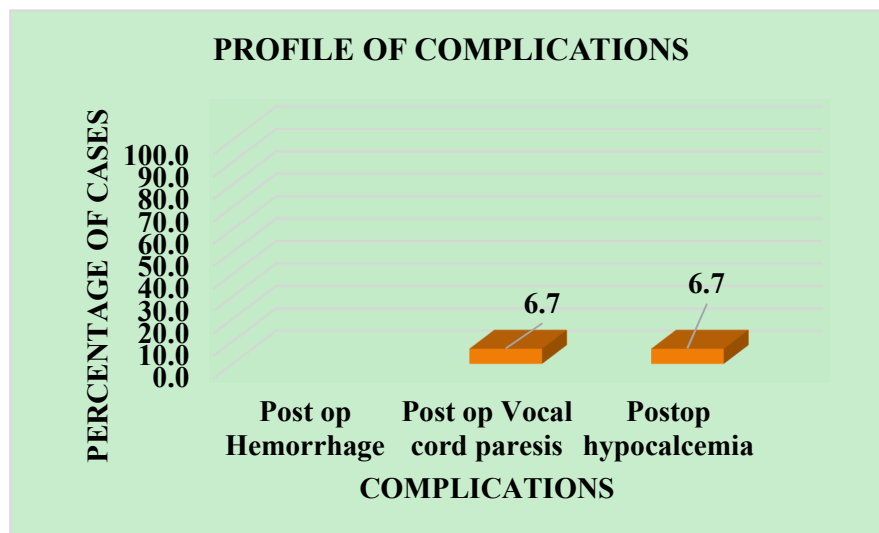 PROFILE OF COMPLICATIONS
PERCENTAGE OF CASES
100.0
90.0
80.0
70.0
60.0
50.0
40.0
30.0
20.0
10.0
0.0
6.7
6.7
Post op
Hemorrhage
Post op Vocal
cord paresis
Postop
hypocalcemia
COMPLICATIONS